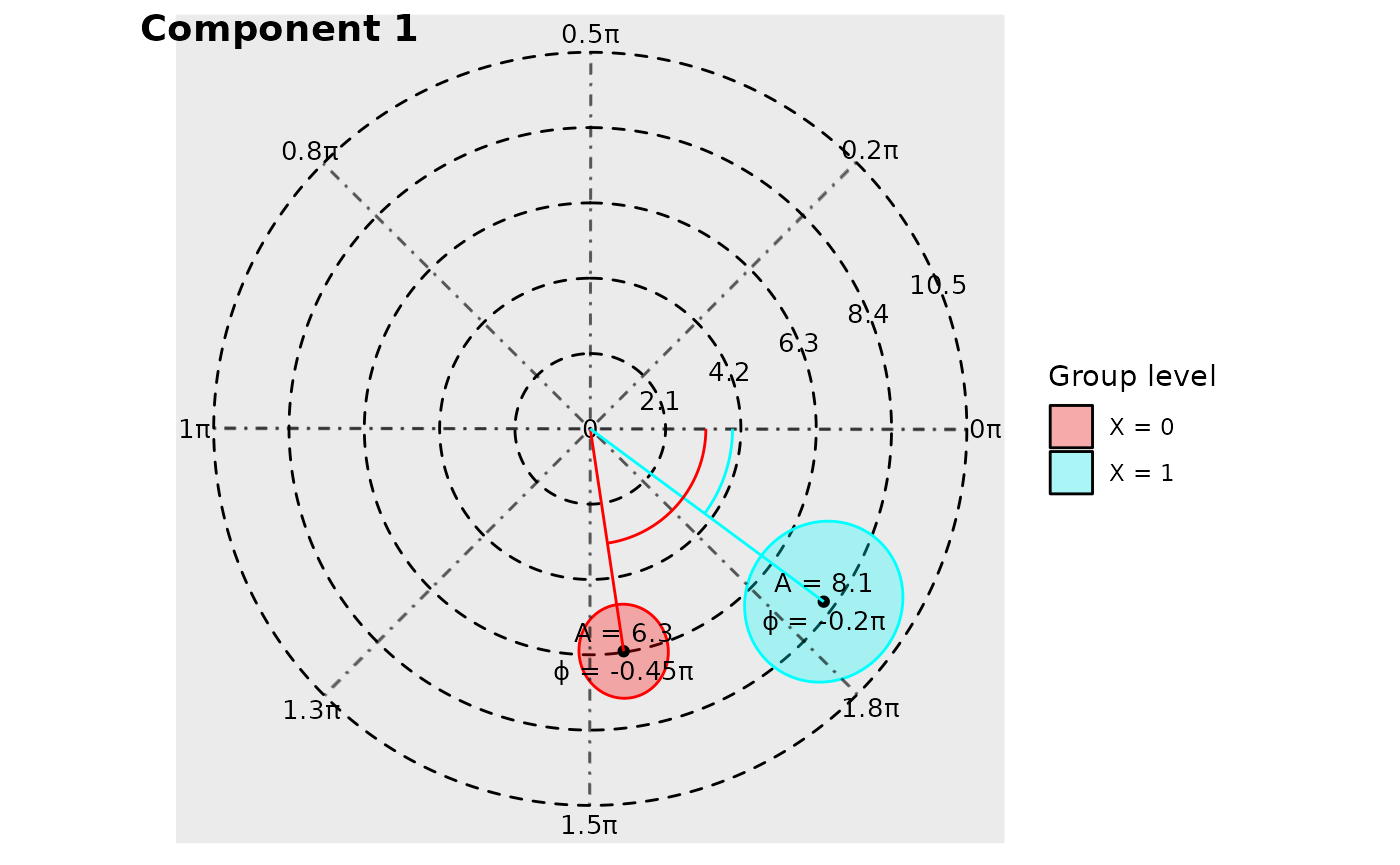 Component 1
0.5π
0.8π
0.2π
10.5
8.4
6.3
4.2
2.1
1π
0
0π
A = 8.1
ϕ = -0.2π
A = 6.3
ϕ = -0.45π
1.3π
1.8π
1.5π
Group level
X = 0
X = 1